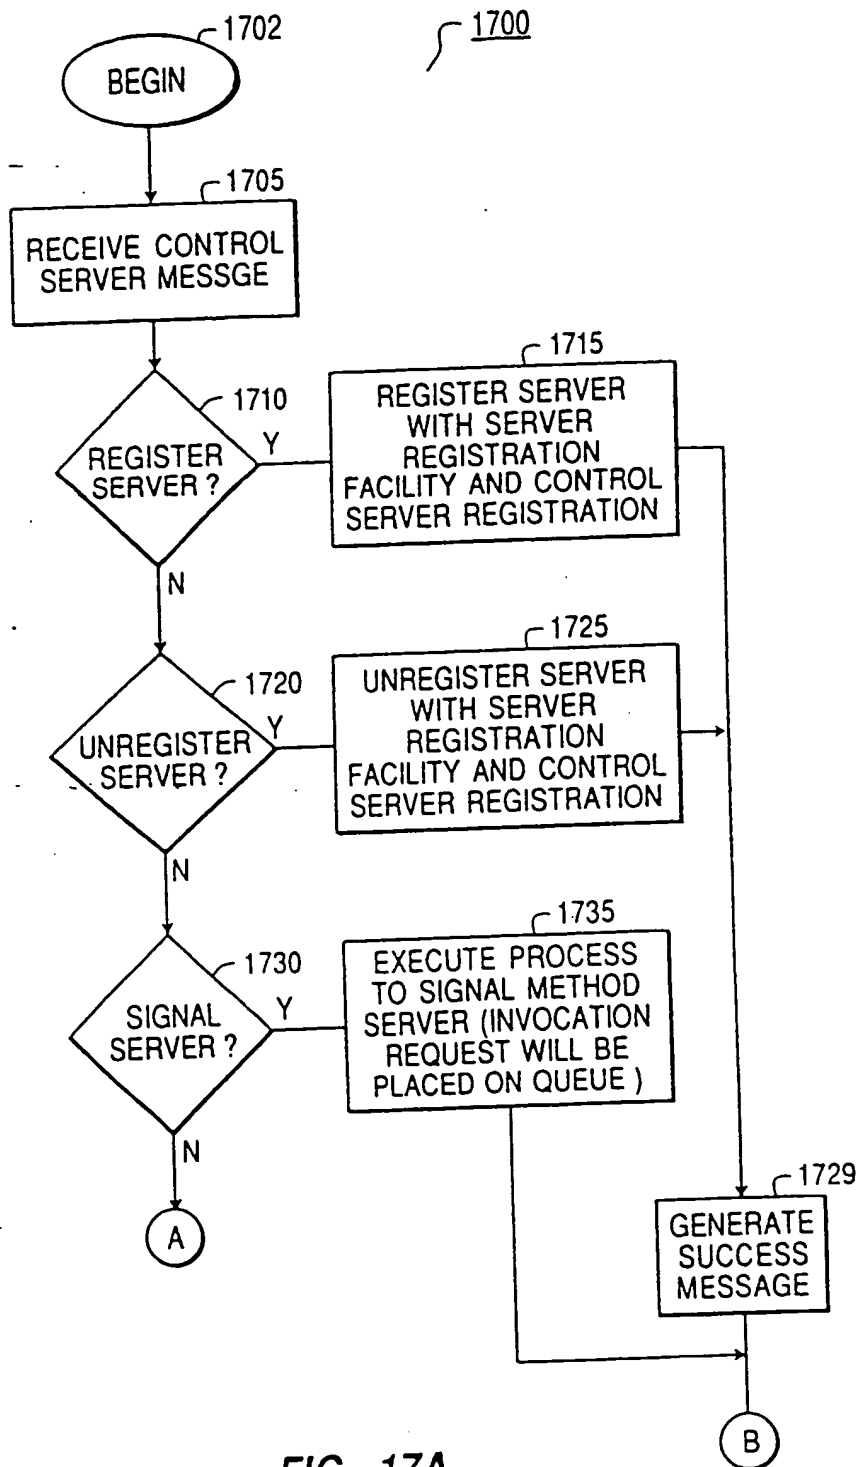 1702
1700
BEGIN
1705
RECEIVE CONTROL
SERVER MESSGE
1710
REGISTER
SERVER ?
Y
N
1715
REGISTER SERVER
WITH SERVER
REGISTRATION
FACILITY AND CONTROL
SERVER REGISTRATION
1720
UNREGISTER
SERVER ?
Y
N
1725
UNREGISTER SERVER
WITH SERVER
REGISTRATION
FACILITY AND CONTROL
SERVER REGISTRATION
1730
SIGNAL
SERVER ?
Y
N
1735
EXECUTE PROCESS
TO SIGNAL METHOD
SERVER (INVOCATION
REQUEST WILL BE
PLACED ON QUEUE )
A
1729
GENERATE
SUCCESS
MESSAGE
B
FIG. 17A